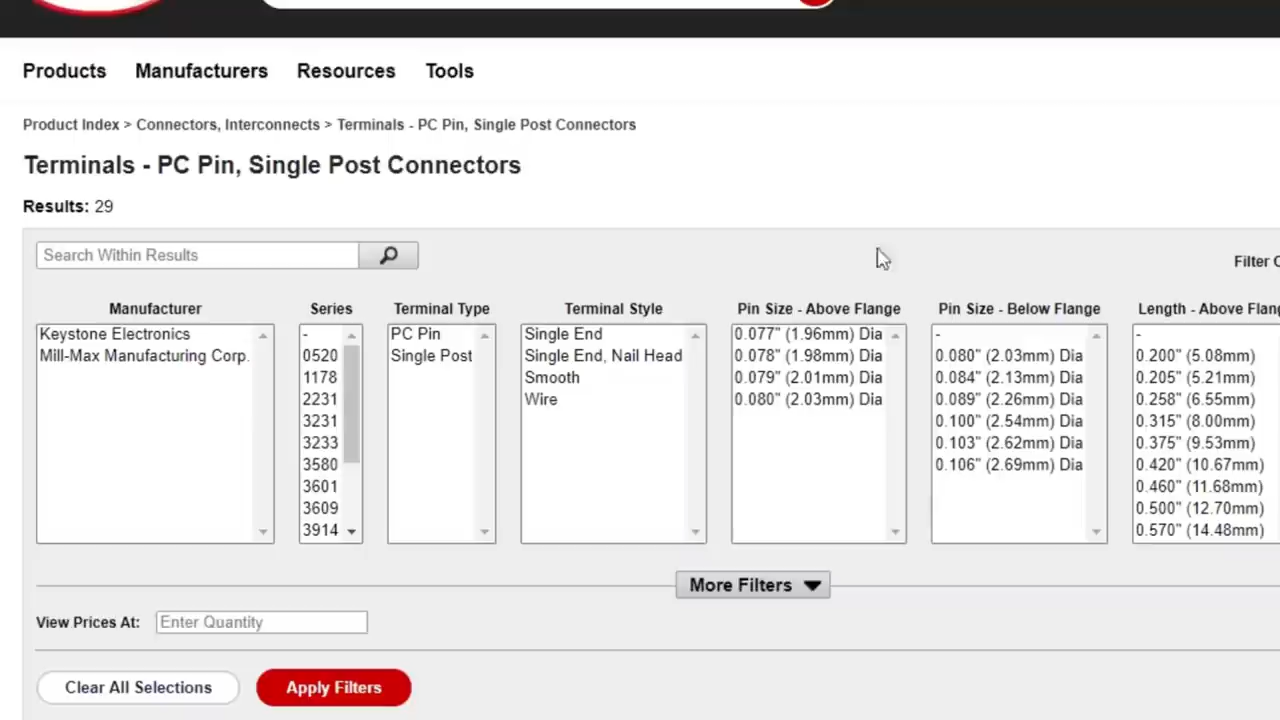 Products Manufacturers Resources Tools
Product Index > Connectors, Interconnects > Terminals - PC Pin, Single Post Connectors
Terminals - PC Pin, Single Post Connectors
Results: 29
Search Within Results
Filter
Manufacturer Series Terminal Type Terminal Style Pin Size - Above Flange Pin Size - Below Flange Length - Above
Keystone Electronics - PC Pin Single End 0.077" (1.96mm) Dia - -
Mill-Max Manufacturing Corp. 0520 Single Post Single End, Nail Head 0.078" (1.98mm) Dia 0.080" (2.03mm) Dia 0.200" (5.08mm)
1178 Smooth 0.079" (2.01mm) Dia 0.084" (2.13mm) Dia 0.205" (5.21mm)
2231 Wire 0.080" (2.03mm) Dia 0.089" (2.26mm) Dia 0.258" (6.55mm)
3231 0.100" (2.54mm) Dia 0.315" (8.00mm)
3233 0.103" (2.62mm) Dia 0.375" (9.53mm)
3580 0.106" (2.69mm) Dia 0.420" (10.67mm)
3601 0.460" (11.68mm)
3609 0.500" (12.70mm)
3914 0.570" (14.48mm)
More Filters
View Prices At: Enter Quantity
Clear All Selections Apply Filters